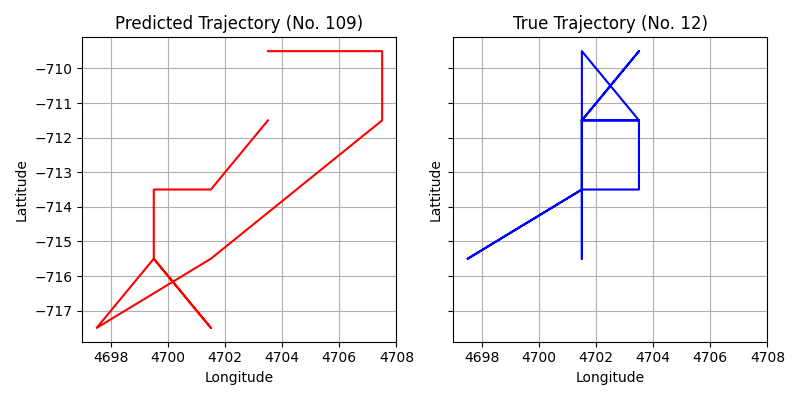 Predicted Trajectory (No. 109)
True Trajectory (No. 12)
−710
−711
−712
−713
−714
−715
−716
−717
Lattitude
Lattitude
4698 4700 4702 4704 4706 4708
4698 4700 4702 4704 4706 4708
Longitude
Longitude